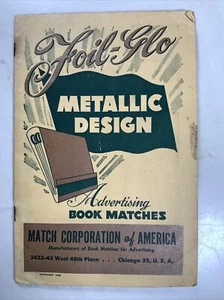 Foil-Glo
METALLIC
DESIGN
Advertising
BOOK MATCHES
MATCH CORPORATION of AMERICA
Manufacturers of Book Matches for Advertising
3433-43 West 48th Place . . . Chicago 32, U. S. A.